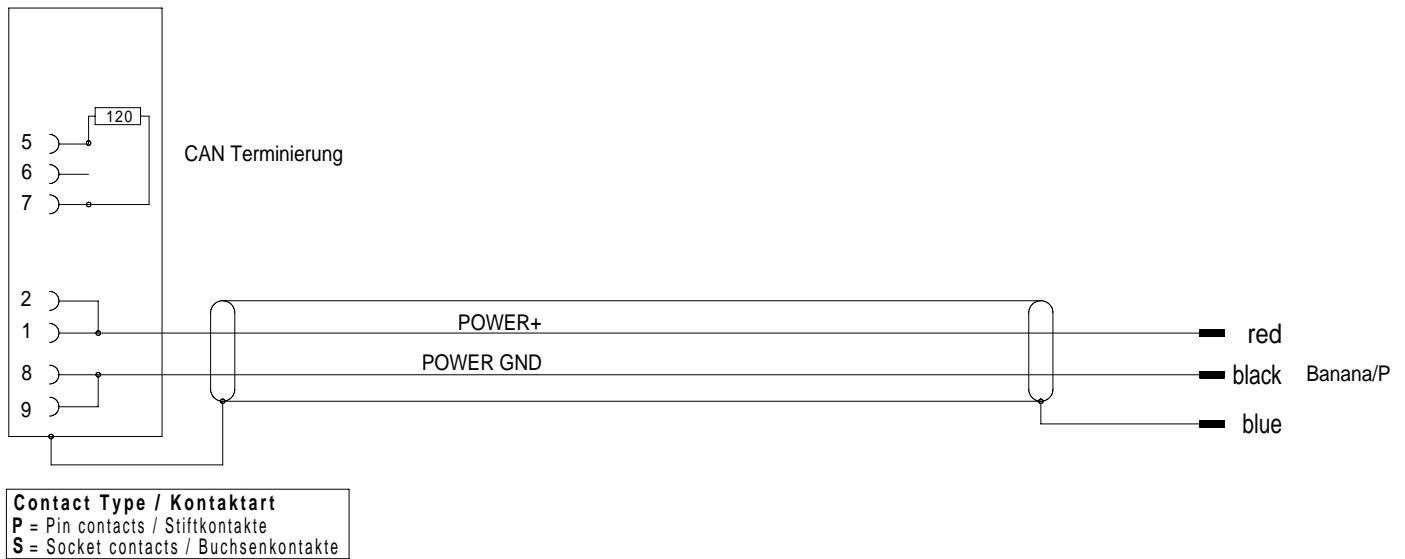 120
5
CAN Terminierung
6
7
2
1
POWER+
red
8
POWER GND
black
Banana/P
9
blue
Contact Type / Kontaktart
P = Pin contacts / Stiftkontakte
S = Socket contacts / Buchsenkontakte